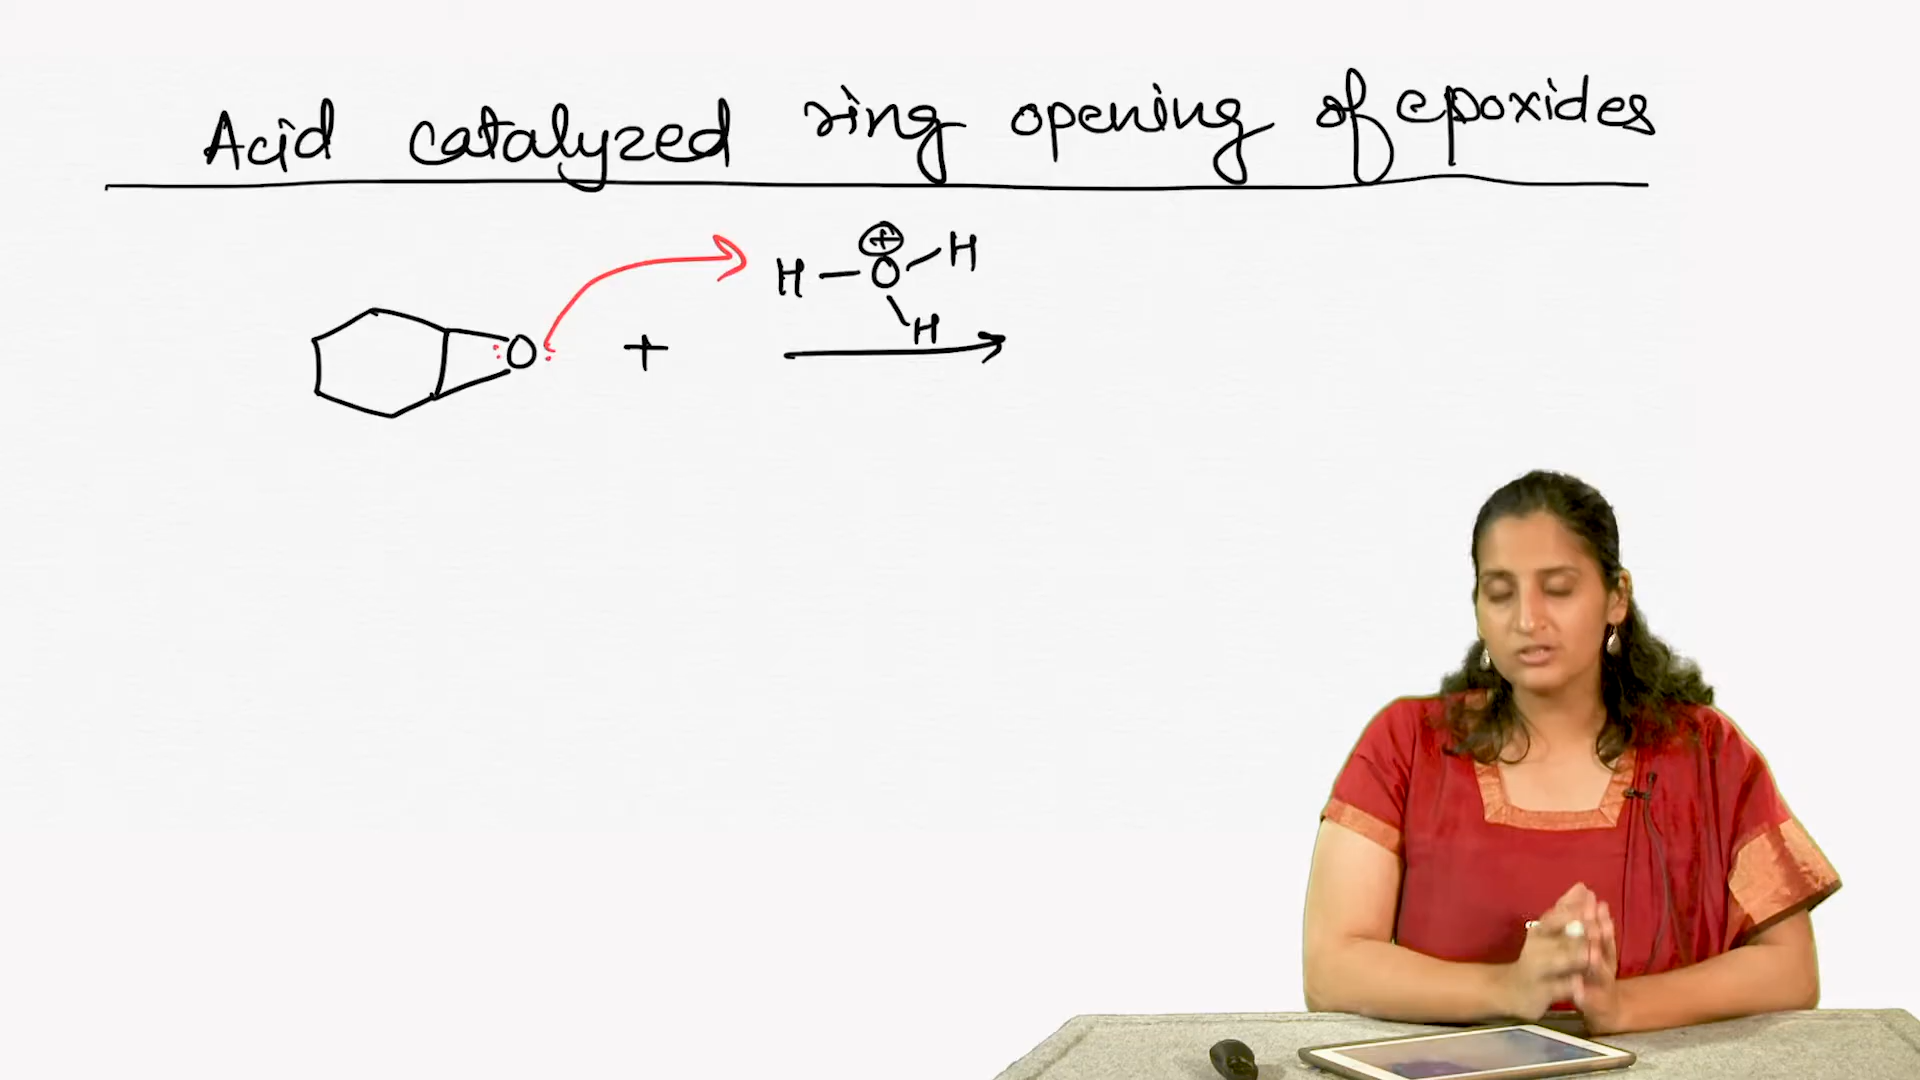 Acid catalyzed ring opening of epoxides
H - O ⊕ - H
H
O +